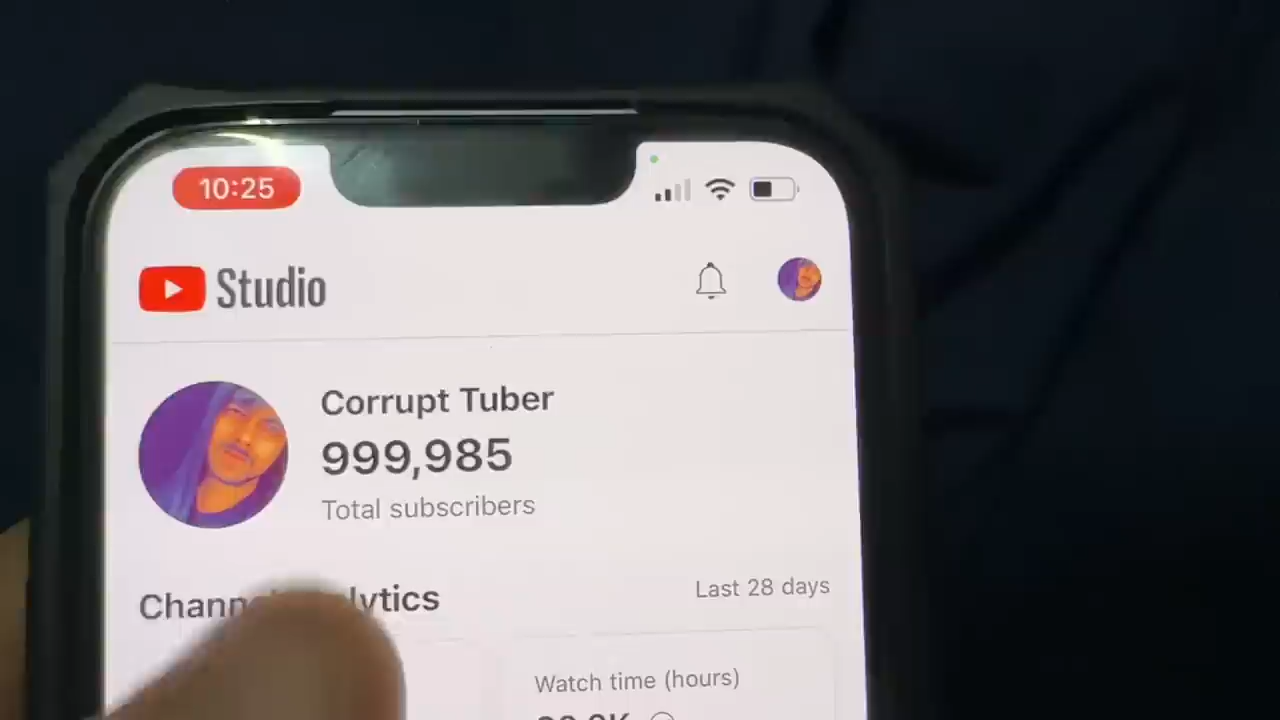 10:25
Studio
Corrupt Tuber
999,985
Total subscribers
Last 28 days
Watch time (hours)